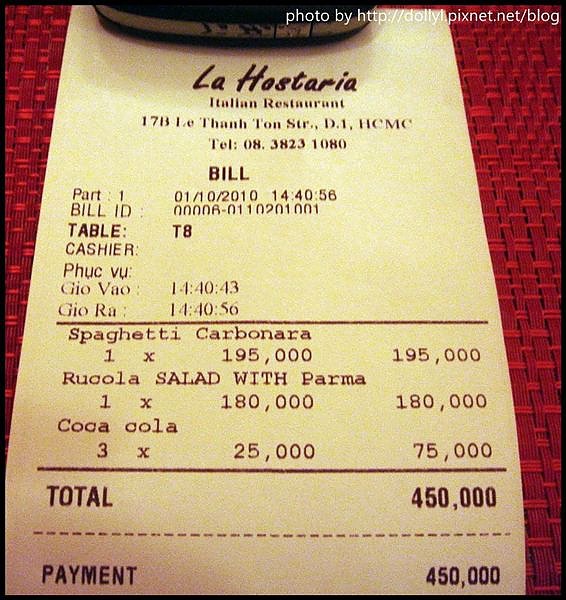 photo by http://dollyl.pixnet.net/blog
La Hostaria
Italian Restaurant
17B Le Thanh Ton Str., D.1, HCMC
Tel: 08. 3823 1080
BILL
Part : 1 01/10/2010 14:40:56
BILL ID : 00006-0110201001
TABLE: T8
CASHIER:
Phục vụ:
Gio Vao : 14:40:43
Gio Ra : 14:40:56
Spaghetti Carbonara
1 x 195,000 195,000
Rucola SALAD WITH Parma
1 x 180,000 180,000
Coca cola
3 x 25,000 75,000
TOTAL 450,000
PAYMENT 450,000